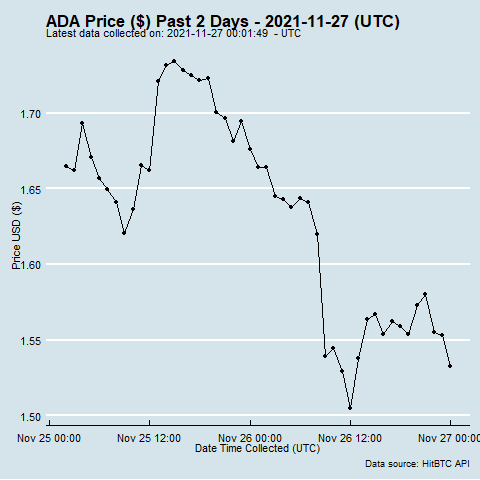 ADA Price ($) Past 2 Days - 2021-11-27 (UTC)
Latest data collected on: 2021-11-27 00:01:49 - UTC
Price USD ($)
1.70
1.65
1.60
1.55
1.50
Nov 25 00:00 Nov 25 12:00 Nov 26 00:00 Nov 26 12:00 Nov 27 00:00
Date Time Collected (UTC)
Data source: HitBTC API